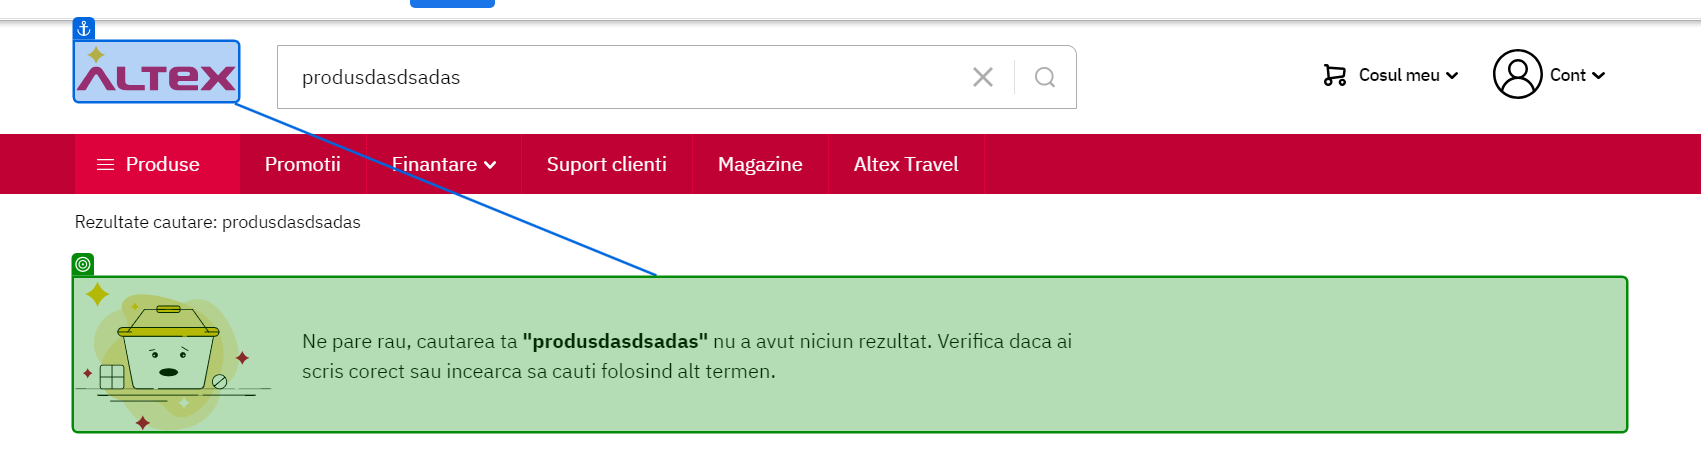 ALTEX
produsdasdsadas
Cosul meu
Cont
Produse
Promotii
Finantare
Suport clienti
Magazine
Altex Travel
Rezultate cautare: produsdasdsadas
Ne pare rau, cautarea ta "produsdasdsadas" nu a avut niciun rezultat. Verifica daca ai
scris corect sau incearca sa cauti folosind alt termen.